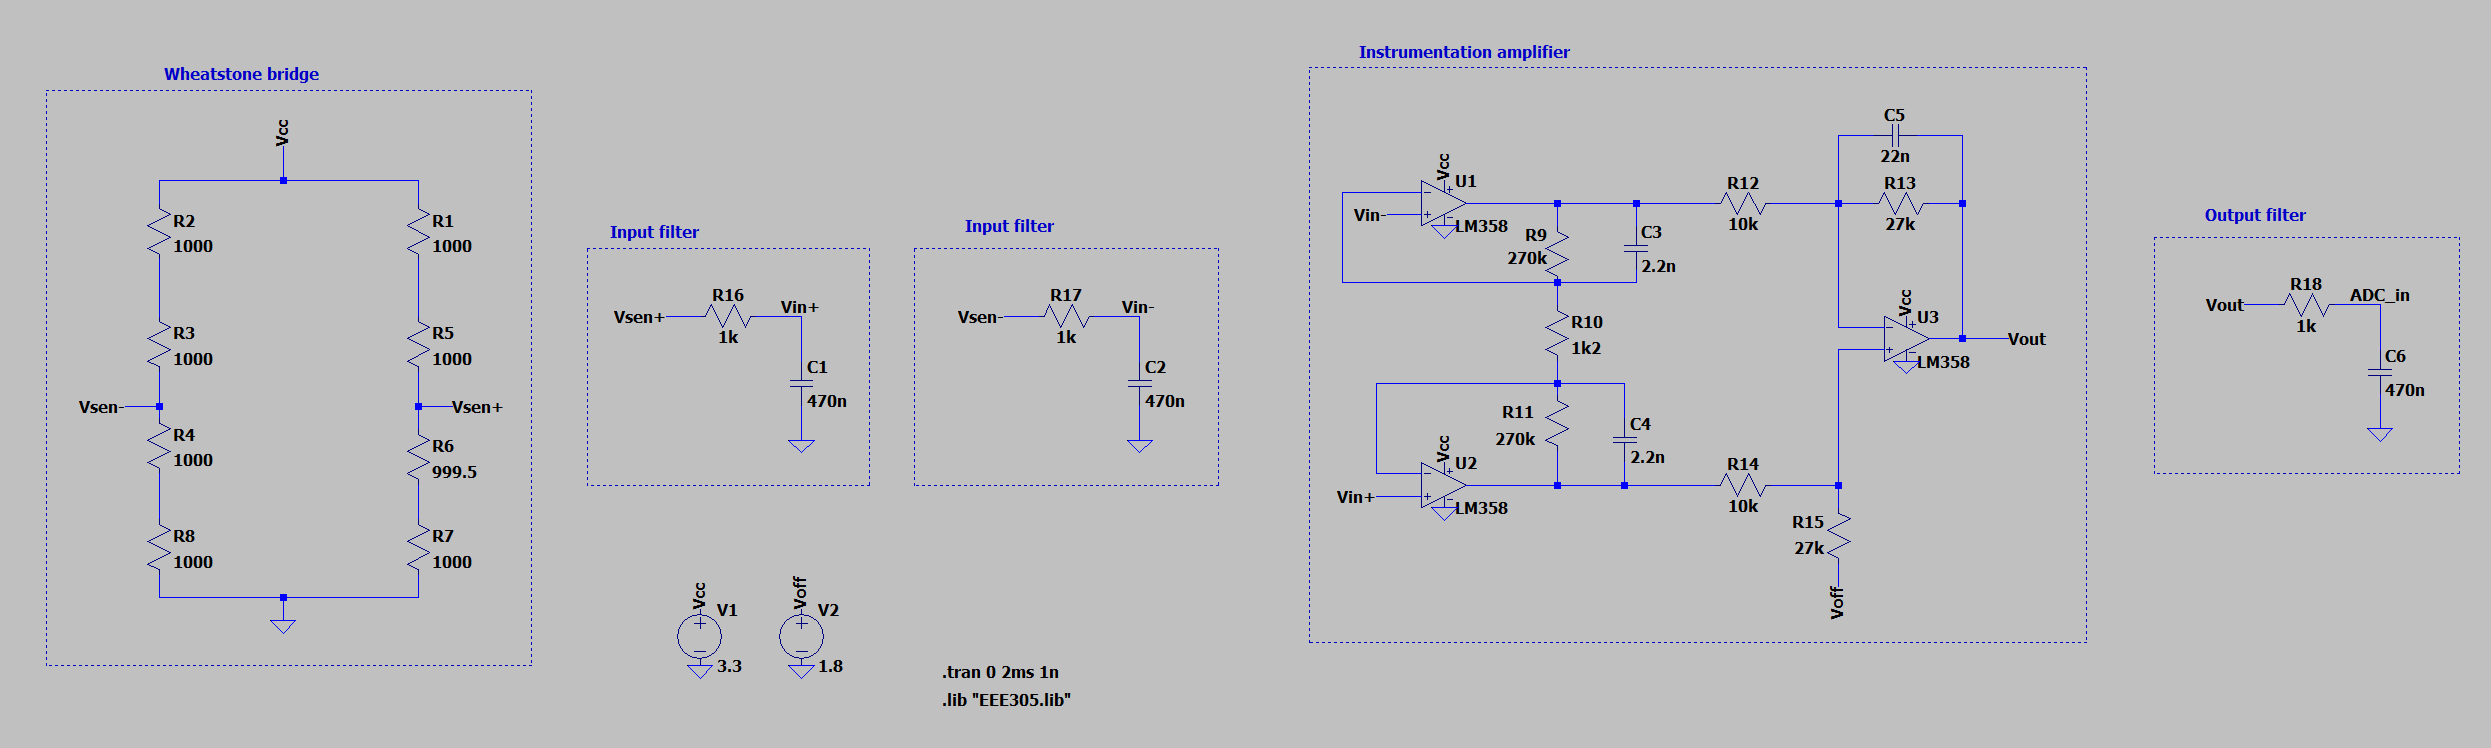 Wheatstone bridge
Vcc
R2
1000
R1
1000
R3
1000
R5
1000
Vsen-
Vsen+
R4
1000
R6
999.5
R8
1000
R7
1000
Input filter
Vsen+
R16
1k
Vin+
C1
470n
Input filter
Vsen-
R17
1k
Vin-
C2
470n
Vcc
V1
3.3
Voff
V2
1.8
.tran 0 2ms 1n
.lib "EEE305.lib"
Instrumentation amplifier
Vcc
U1
Vin-
LM358
R9
270k
C3
2.2n
R10
1k2
R11
270k
C4
2.2n
Vcc
U2
Vin+
LM358
R12
10k
C5
22n
R13
27k
Vcc
U3
LM358
Vout
R14
10k
R15
27k
Voff
Output filter
Vout
R18
1k
ADC_in
C6
470n